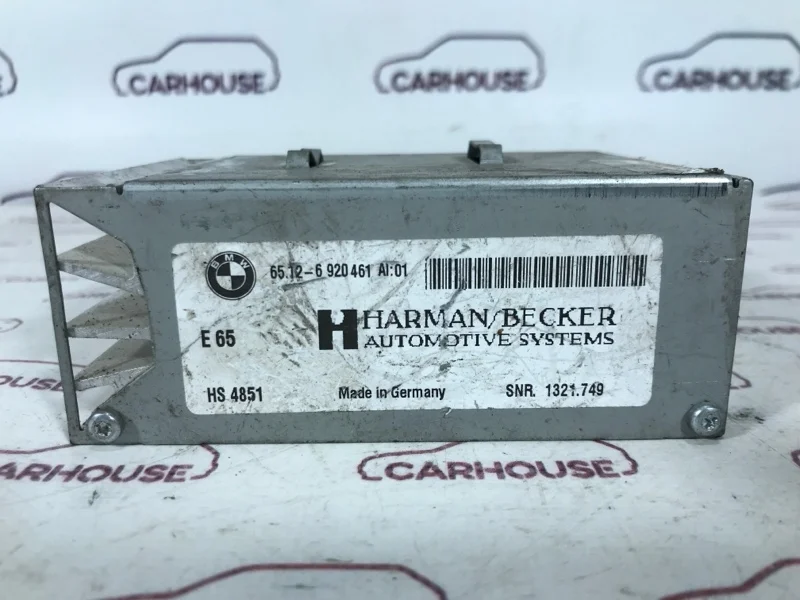 CARHOUSE CARHOUSE CARHOUSE
BMW 65.12-6 920 461 AI:01
E 65 H HARMAN/BECKER
AUTOMOTIVE SYSTEMS
HS 4851 Made in Germany SNR. 1321.749
CARHOUSE CARHOUSE CARHOUSE